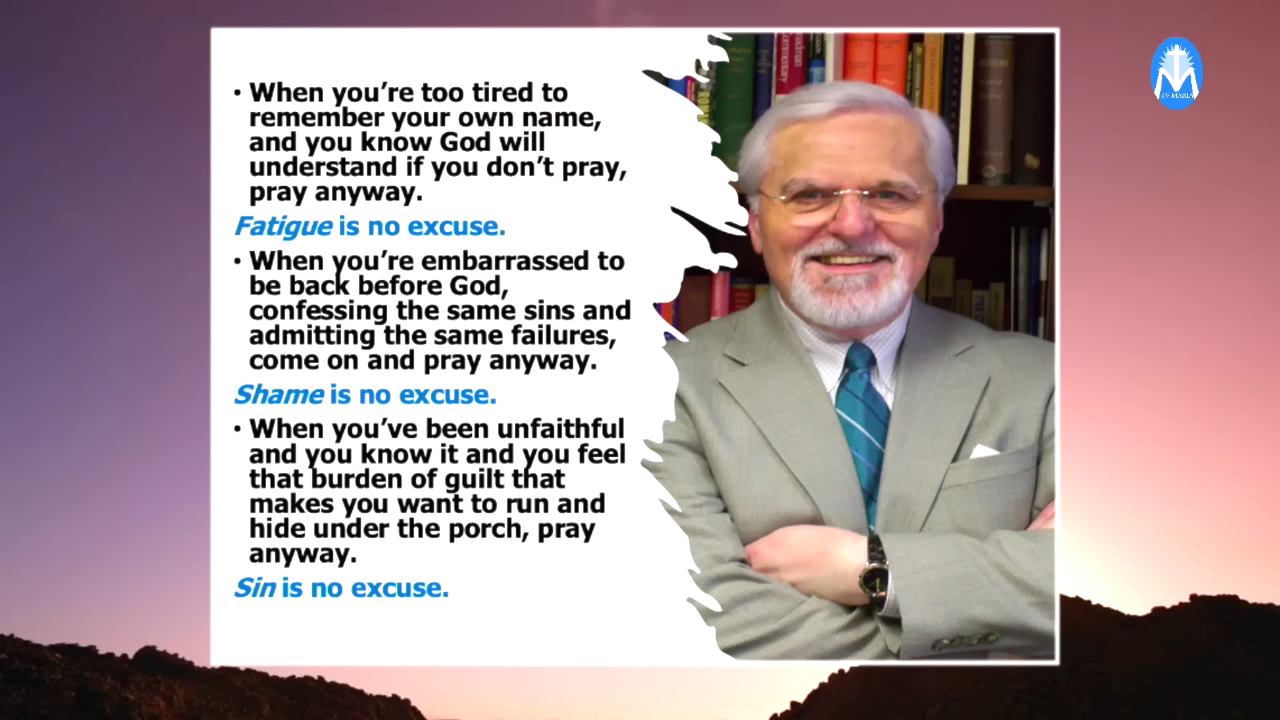 • When you're too tired to
remember your own name,
and you know God will
understand if you don't pray,
pray anyway.
Fatigue is no excuse.
• When you're embarrassed to
be back before God,
confessing the same sins and
admitting the same failures,
come on and pray anyway.
Shame is no excuse.
• When you've been unfaithful
and you know it and you feel
that burden of guilt that
makes you want to run and
hide under the porch, pray
anyway.
Sin is no excuse.
TV MARIA
Commentary